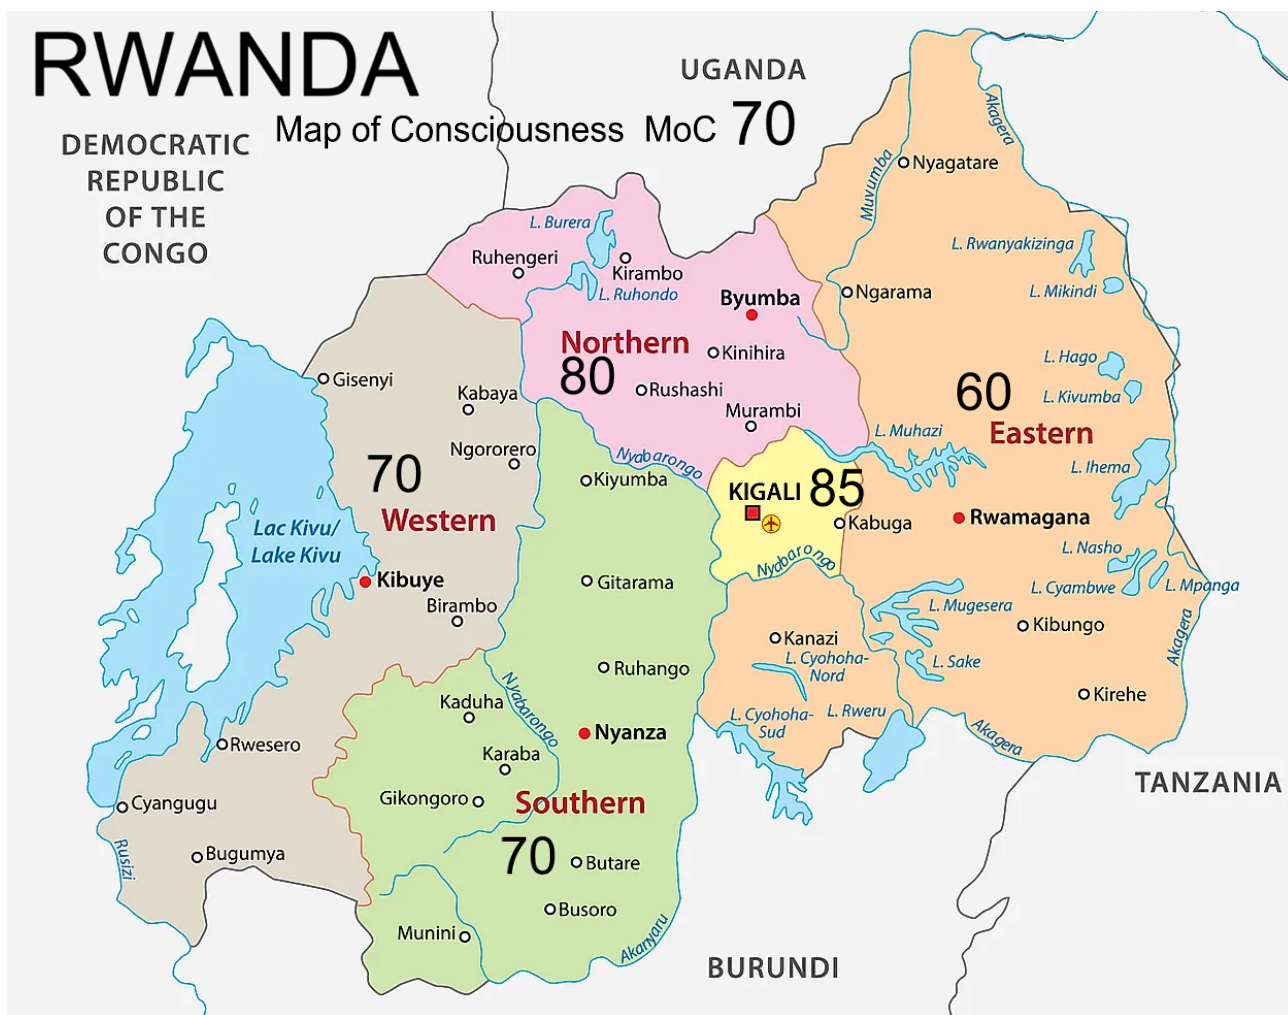 RWANDA
UGANDA
Map of Consciousness MoC 70
DEMOCRATIC
REPUBLIC
OF THE
CONGO
Akagera
Muvumba
Nyagatare
L. Burera
L. Rwanyakizinga
Ruhengeri
Kirambo
L. Ruhondo
Byumba
Ngarama
L. Mikindi
Northern
80
Kinihira
L. Hago
Gisenyi
Kabaya
Rushashi
60
L. Kivumba
Murambi
Eastern
L. Muhazi
Ngororero
Nyabarongo
L. Ihema
70
Kiyumba
KIGALI 85
Western
Kabuga
Rwamagana
Lac Kivu/
Lake Kivu
Nyabarongo
L. Nasho
Kibuye
Gitarama
L. Cyambwe
L. Mpanga
Birambo
L. Mugesera
Kibungo
Akagera
Kanazi
L. Cyohoha-
Nord
L. Sake
Ruhango
Nyabarongo
Kirehe
Kaduha
L. Cyohoha-
Sud
L. Rweru
Akagera
Nyanza
Rwesero
Karaba
TANZANIA
Cyangugu
Gikongoro
Southern
Rusizi
Bugumya
70
Butare
Busoro
Munini
Akanyaru
BURUNDI